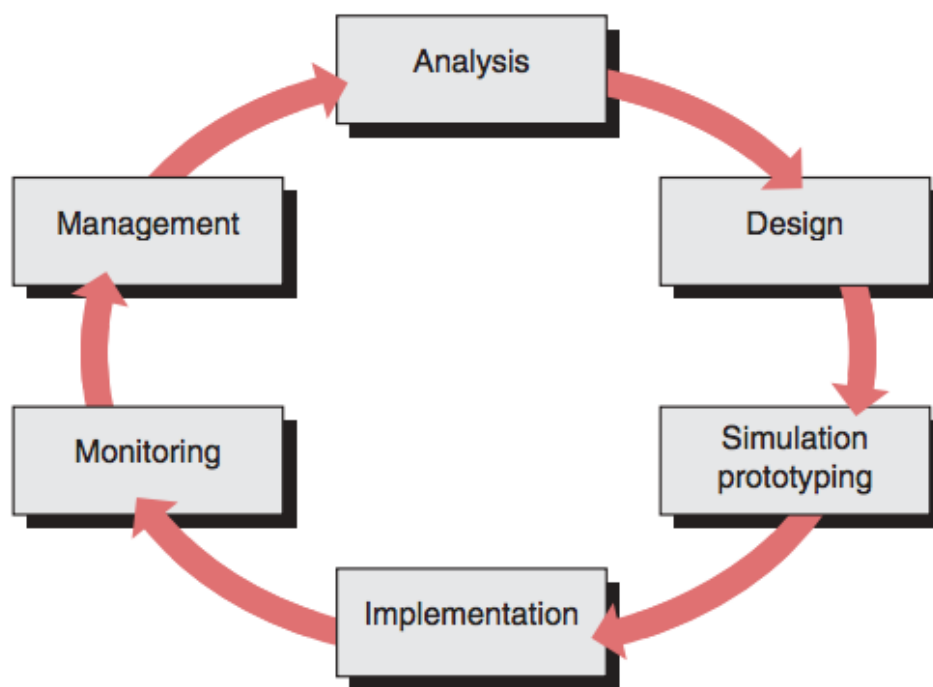 Analysis
Management
Design
Monitoring
Simulation
prototyping
Implementation